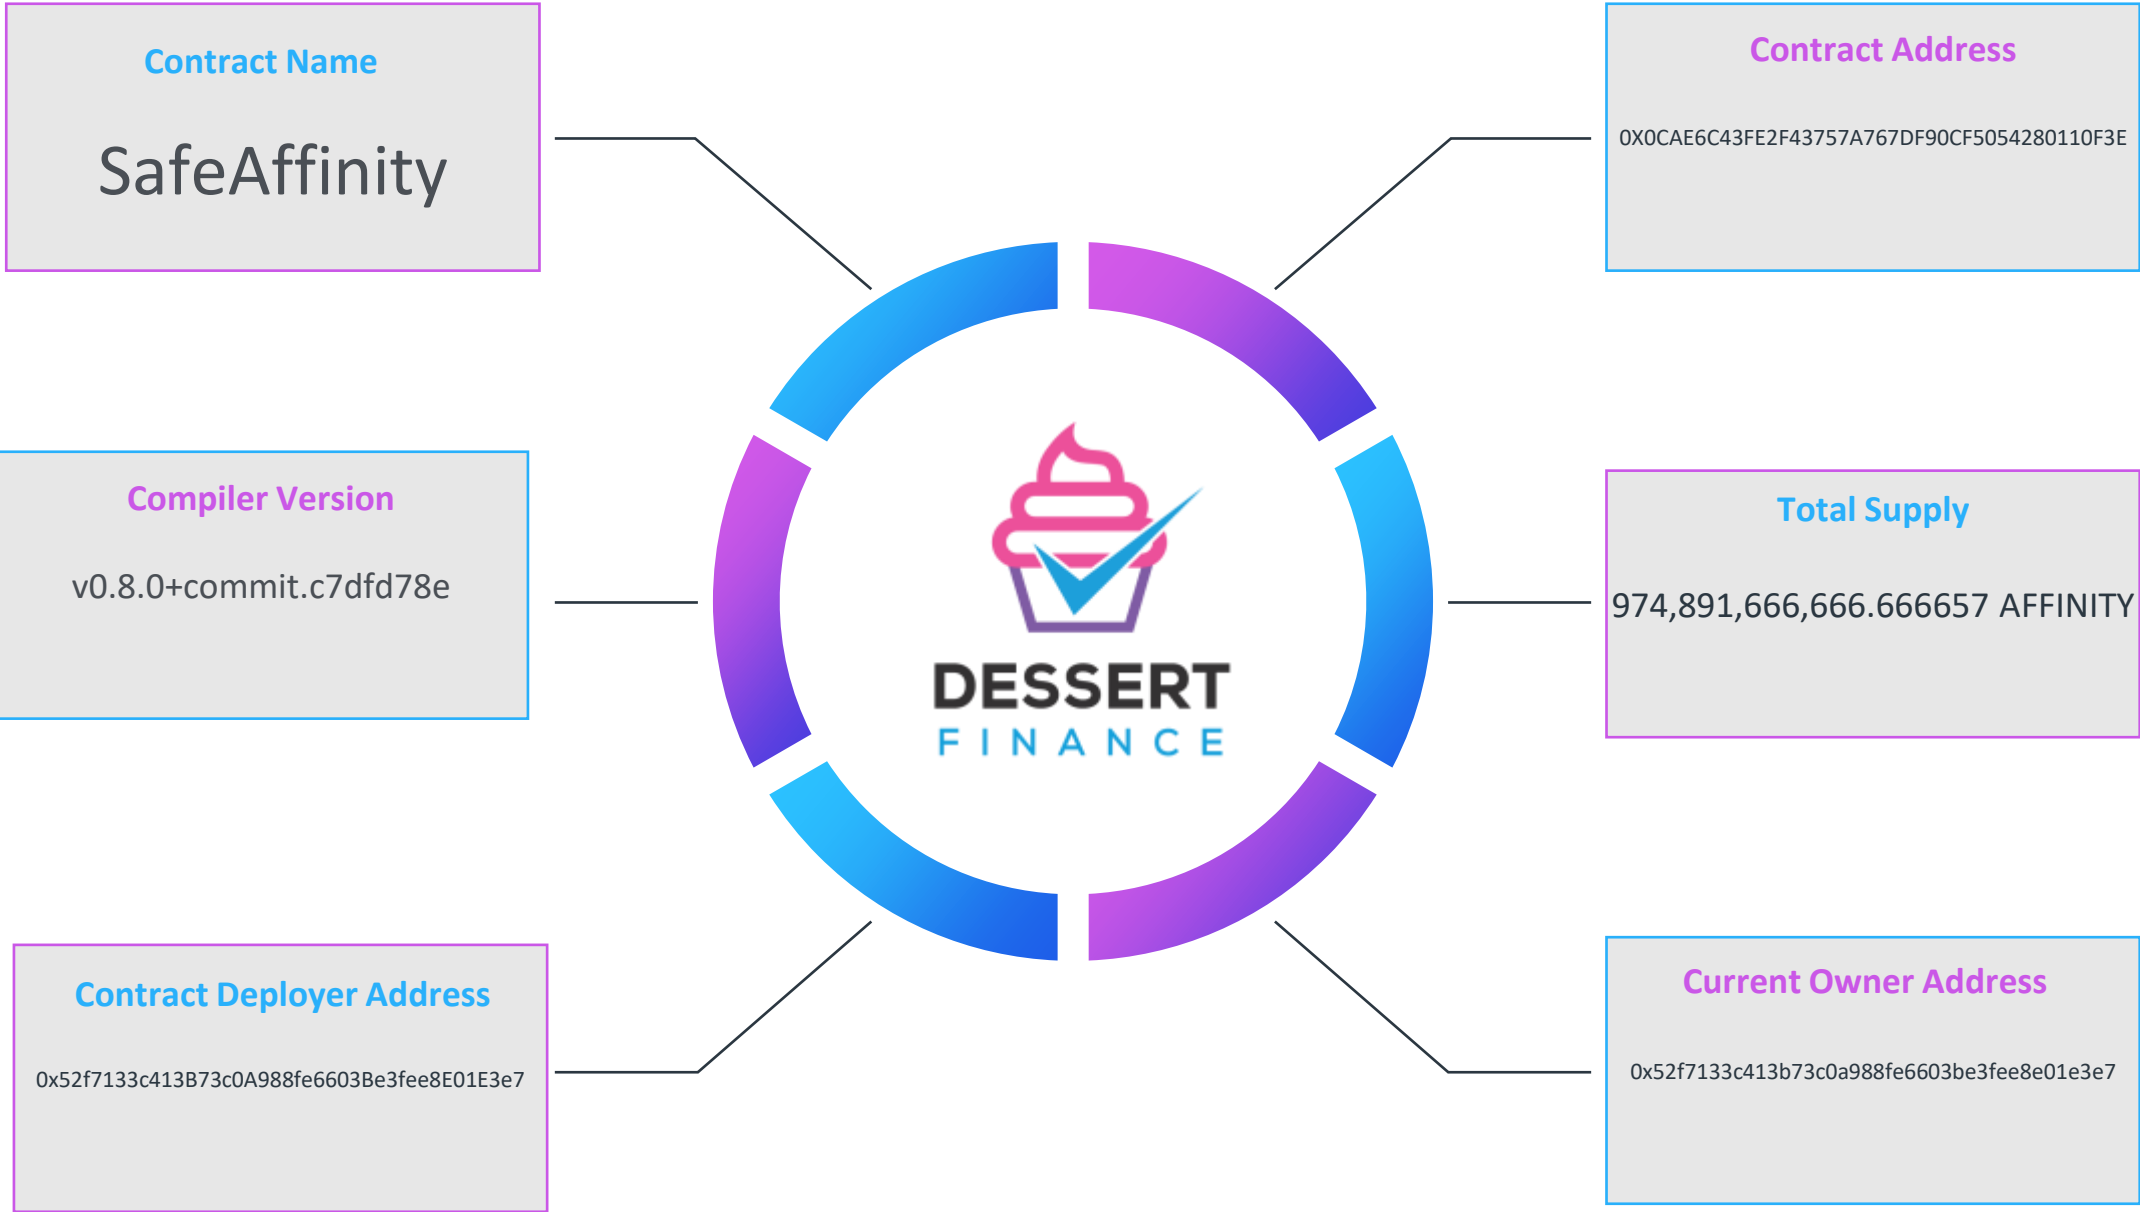 Contract Name
SafeAffinity
Contract Address
0X0CAE6C43FE2F43757A767DF90CF5054280110F3E
Compiler Version
v0.8.0+commit.c7dfd78e
DESSERT
FINANCE
Total Supply
974,891,666,666.666657 AFFINITY
Contract Deployer Address
0x52f7133c413B73c0A988fe6603Be3fee8E01E3e7
Current Owner Address
0x52f7133c413b73c0a988fe6603be3fee8e01e3e7